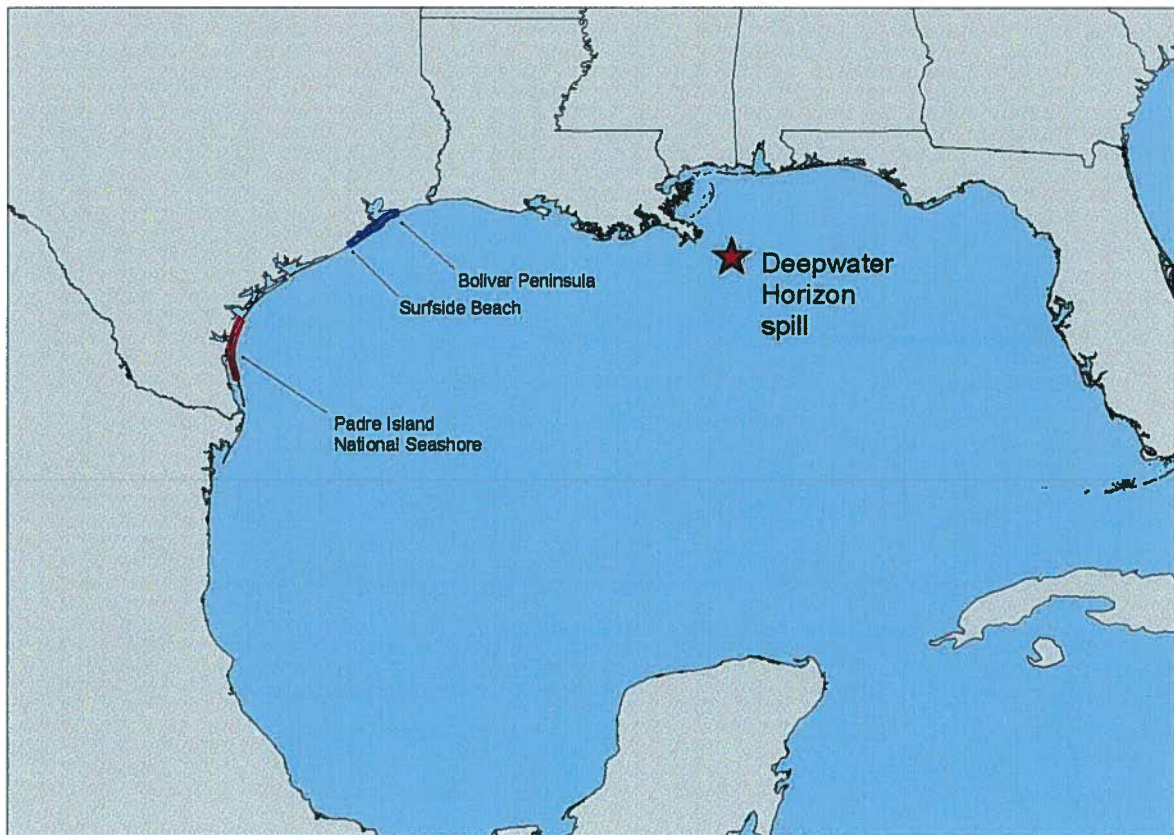 Bolivar Peninsula
Surfside Beach
Deepwater
Horizon
spill
Padre Island
National Seashore